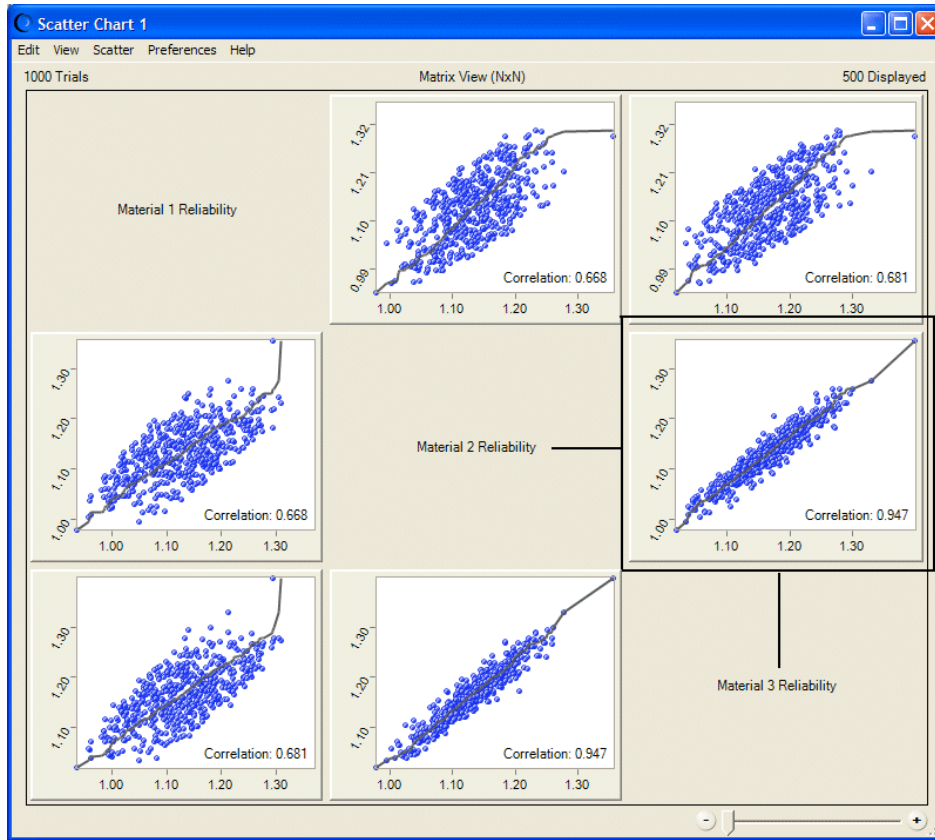 Scatter Chart 1
Edit View Scatter Preferences Help
1000 Trials Matrix View (NxN) 500 Displayed
Material 1 Reliability
1.32
1.21
1.10
0.99
Correlation: 0.668
1.00 1.10 1.20 1.30
1.32
1.21
1.10
0.99
Correlation: 0.681
1.10 1.20 1.30
1.30
1.20
1.10
1.00
Correlation: 0.668
1.00 1.10 1.20 1.30
Material 2 Reliability
1.30
1.20
1.10
1.00
Correlation: 0.947
1.10 1.20 1.30
1.30
1.20
1.10
Correlation: 0.681
1.00 1.10 1.20 1.30
1.30
1.20
1.10
Correlation: 0.947
1.00 1.10 1.20 1.30
Material 3 Reliability